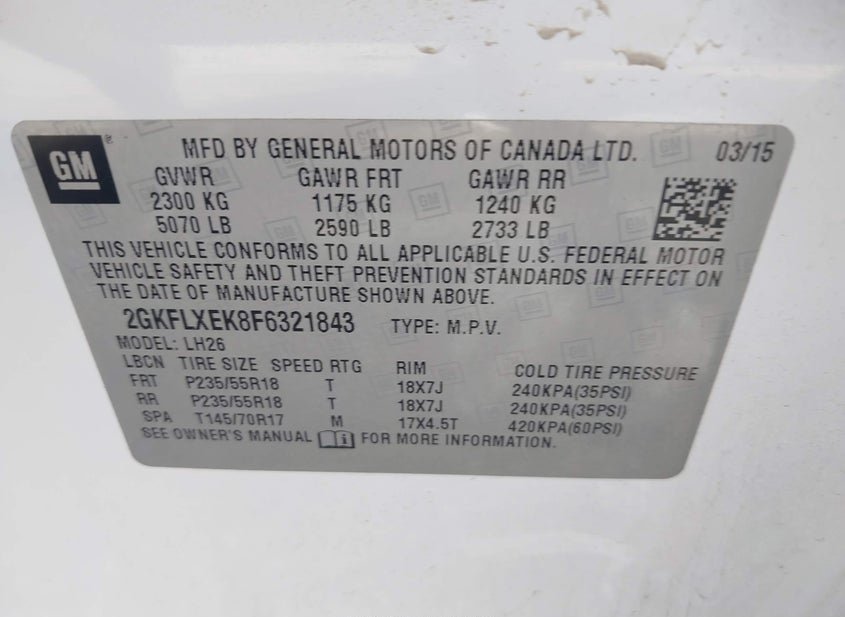 GM
MFD BY GENERAL MOTORS OF CANADA LTD. 03/15
GVWR GAWR FRT GAWR RR
2300 KG 1175 KG 1240 KG
5070 LB 2590 LB 2733 LB
THIS VEHICLE CONFORMS TO ALL APPLICABLE U.S. FEDERAL MOTOR
VEHICLE SAFETY AND THEFT PREVENTION STANDARDS IN EFFECT ON
THE DATE OF MANUFACTURE SHOWN ABOVE.
2GKFLXEK8F6321843 TYPE: M.P.V.
MODEL: LH26
LBCN TIRE SIZE SPEED RTG RIM COLD TIRE PRESSURE
FRT P235/55R18 T 18X7J 240KPA(35PSI)
RR P235/55R18 T 18X7J 240KPA(35PSI)
SPA T145/70R17 M 17X4.5T 420KPA(60PSI)
SEE OWNER'S MANUAL FOR MORE INFORMATION.